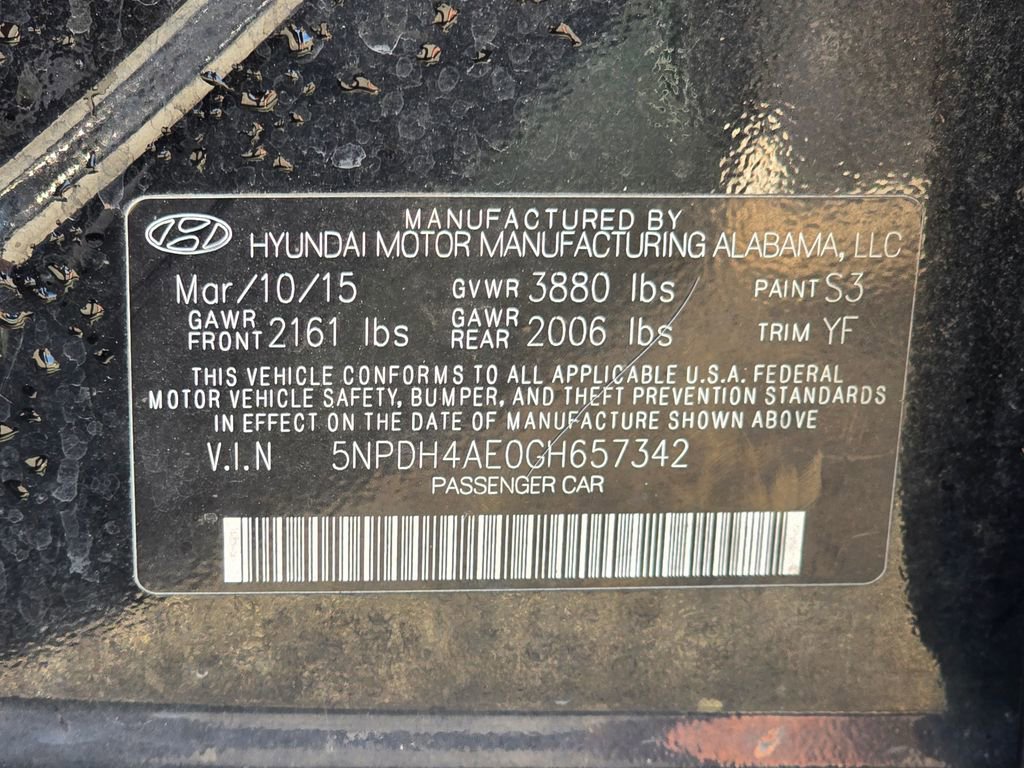 MANUFACTURED BY
HYUNDAI MOTOR MANUFACTURING ALABAMA, LLC
Mar/10/15 GVWR 3880 lbs PAINT S3
GAWR FRONT 2161 lbs GAWR REAR 2006 lbs TRIM YF
THIS VEHICLE CONFORMS TO ALL APPLICABLE U.S.A. FEDERAL
MOTOR VEHICLE SAFETY, BUMPER, AND THEFT PREVENTION STANDARDS
IN EFFECT ON THE DATE OF MANUFACTURE SHOWN ABOVE
V.I.N 5NPDH4AE0GH657342
PASSENGER CAR